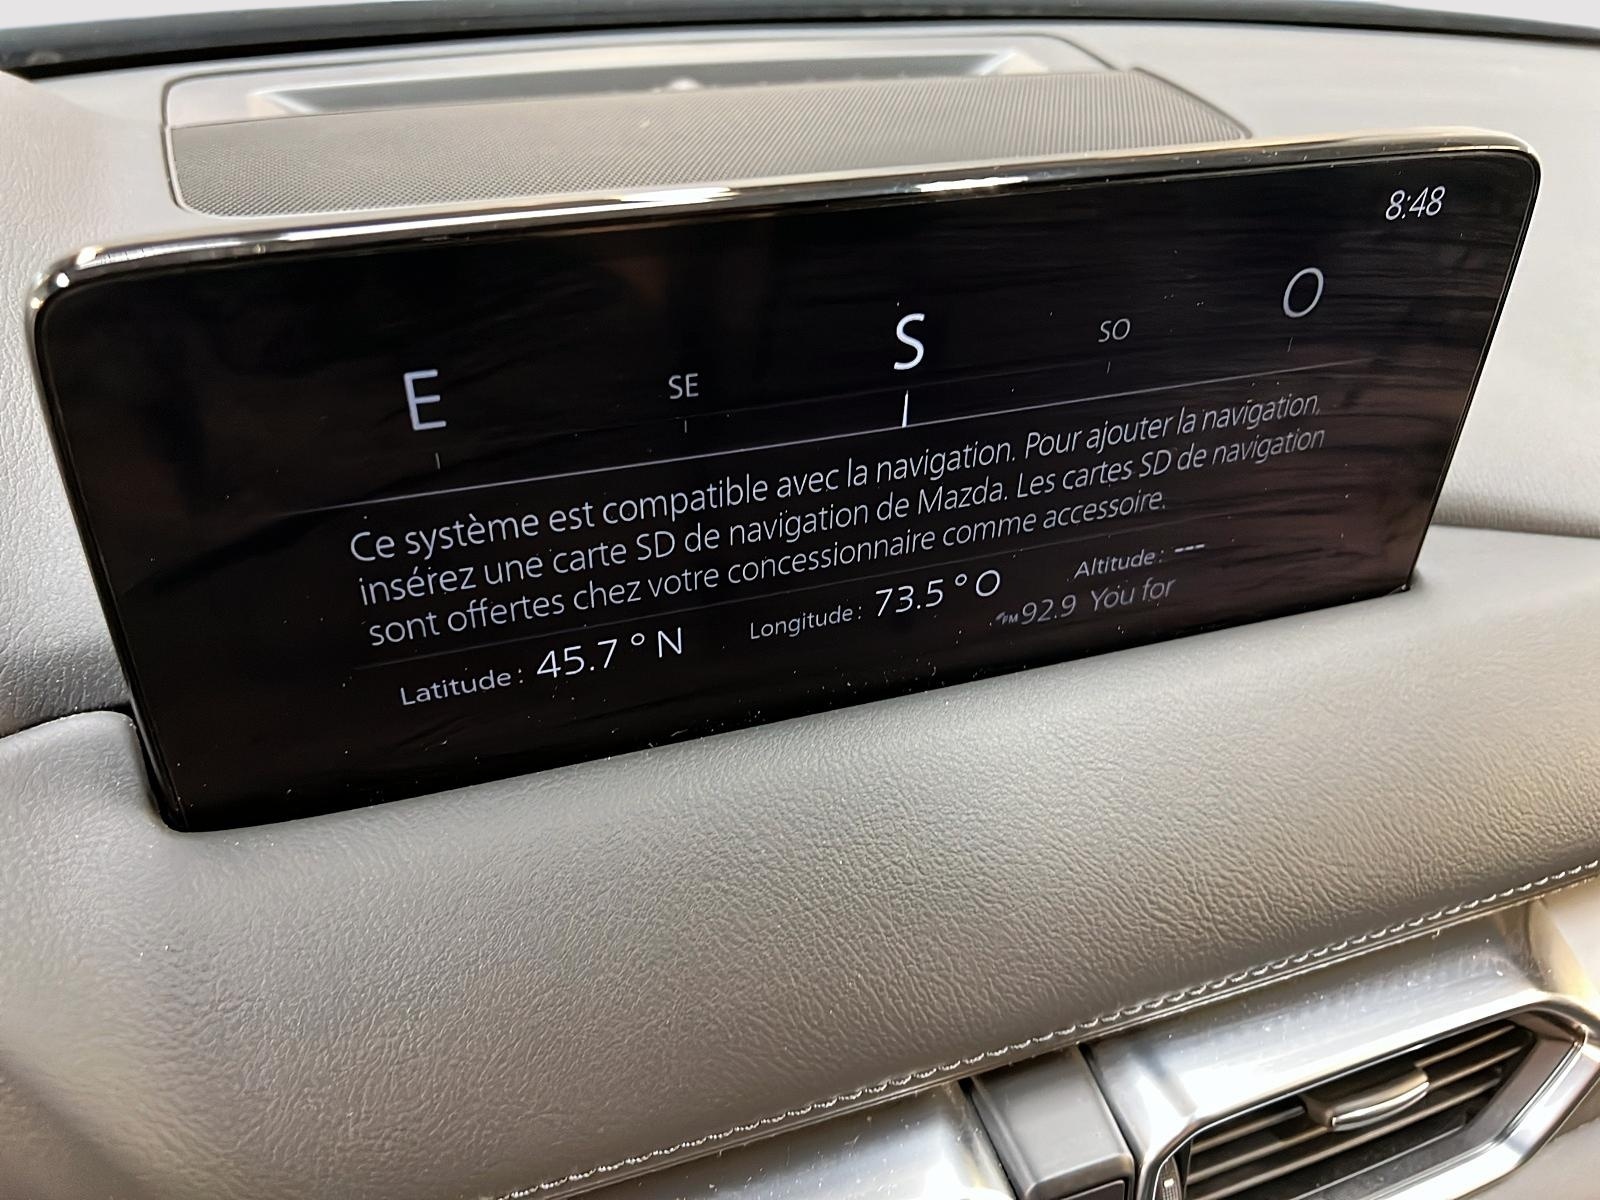 8:48
E SE S SO O
Ce système est compatible avec la navigation. Pour ajouter la navigation,
insérez une carte SD de navigation de Mazda. Les cartes SD de navigation
sont offertes chez votre concessionnaire comme accessoire.
Latitude: 45.7° N Longitude: 73.5° O Altitude: ---
FM 92.9 You for